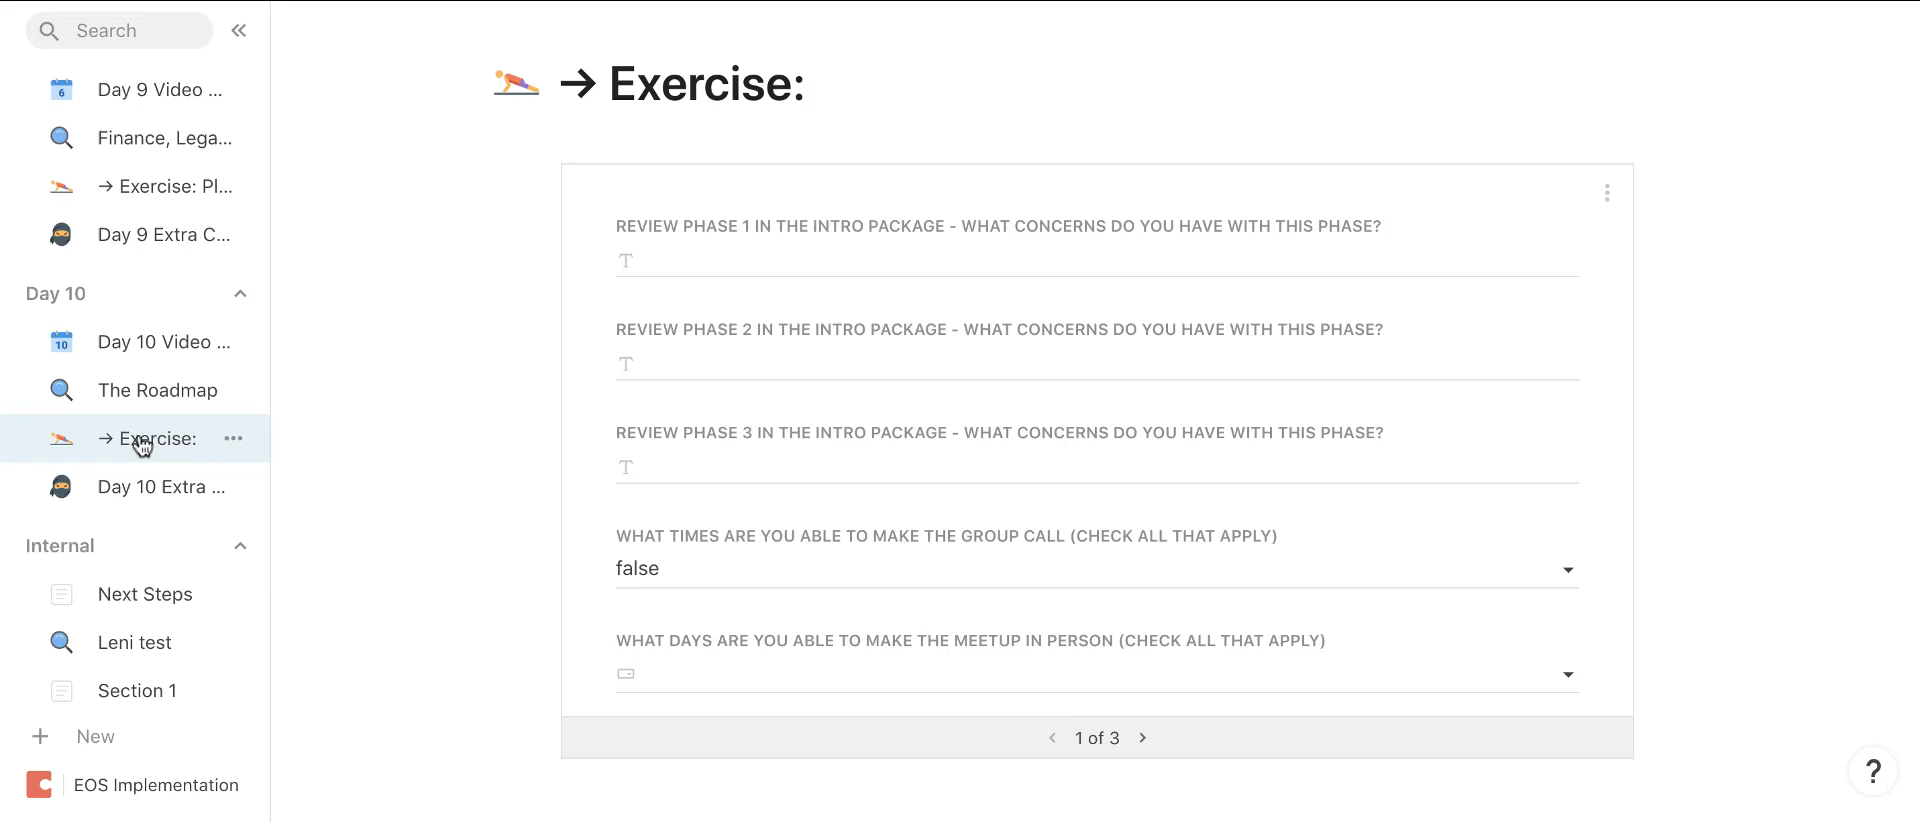 Search
Day 9 Video ...
Finance, Lega...
→ Exercise: Pl...
Day 9 Extra C...
Day 10
Day 10 Video ...
The Roadmap
→ Exercise:
Day 10 Extra ...
Internal
Next Steps
Leni test
Section 1
New
EOS Implementation
→ Exercise:
REVIEW PHASE 1 IN THE INTRO PACKAGE - WHAT CONCERNS DO YOU HAVE WITH THIS PHASE?
REVIEW PHASE 2 IN THE INTRO PACKAGE - WHAT CONCERNS DO YOU HAVE WITH THIS PHASE?
REVIEW PHASE 3 IN THE INTRO PACKAGE - WHAT CONCERNS DO YOU HAVE WITH THIS PHASE?
WHAT TIMES ARE YOU ABLE TO MAKE THE GROUP CALL (CHECK ALL THAT APPLY)
false
WHAT DAYS ARE YOU ABLE TO MAKE THE MEETUP IN PERSON (CHECK ALL THAT APPLY)
1 of 3
?